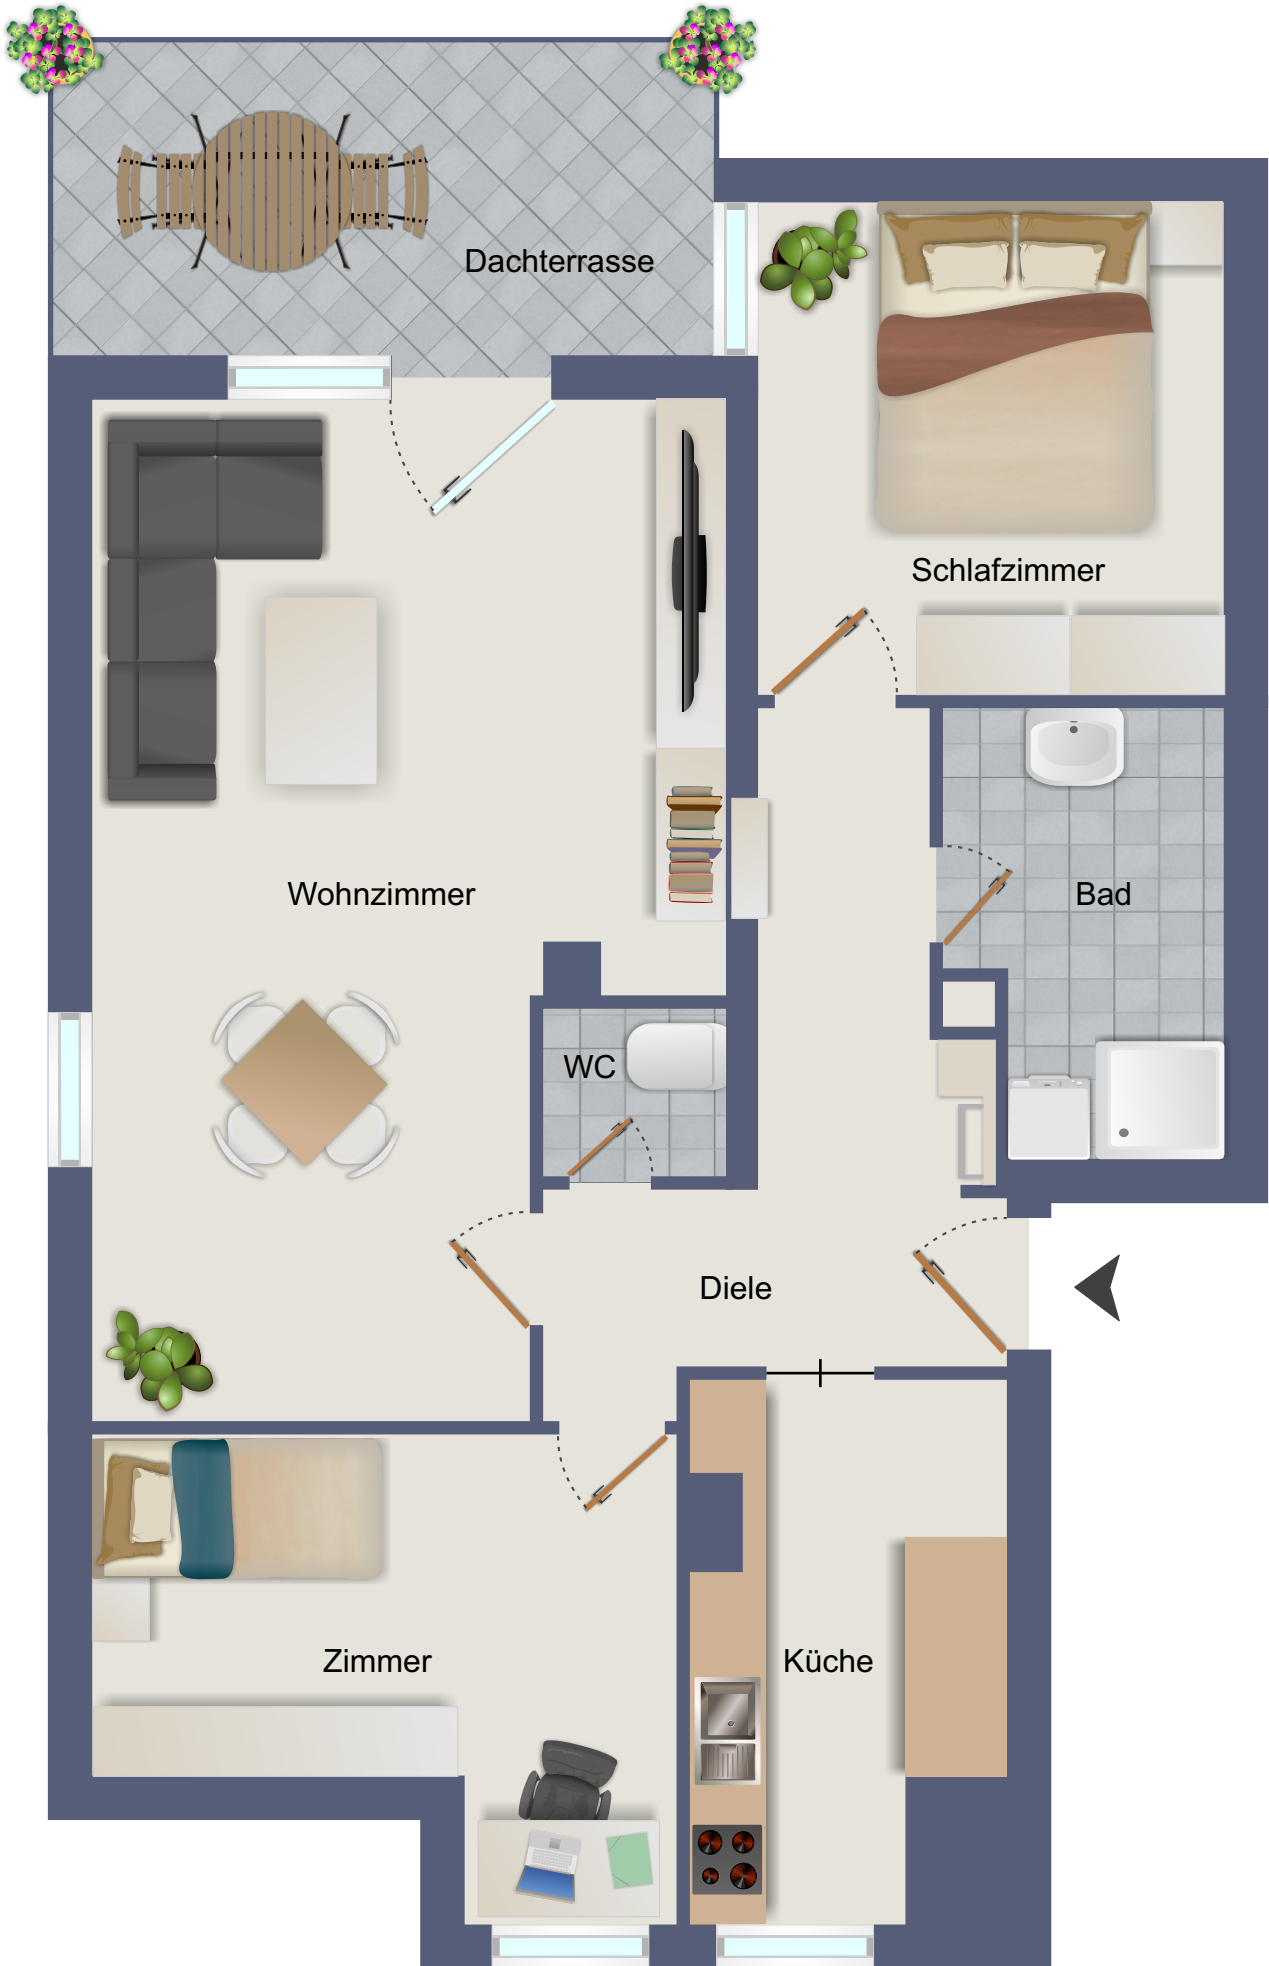 Dachterrasse
Schlafzimmer
Wohnzimmer
Bad
WC
Diele
Zimmer
Küche